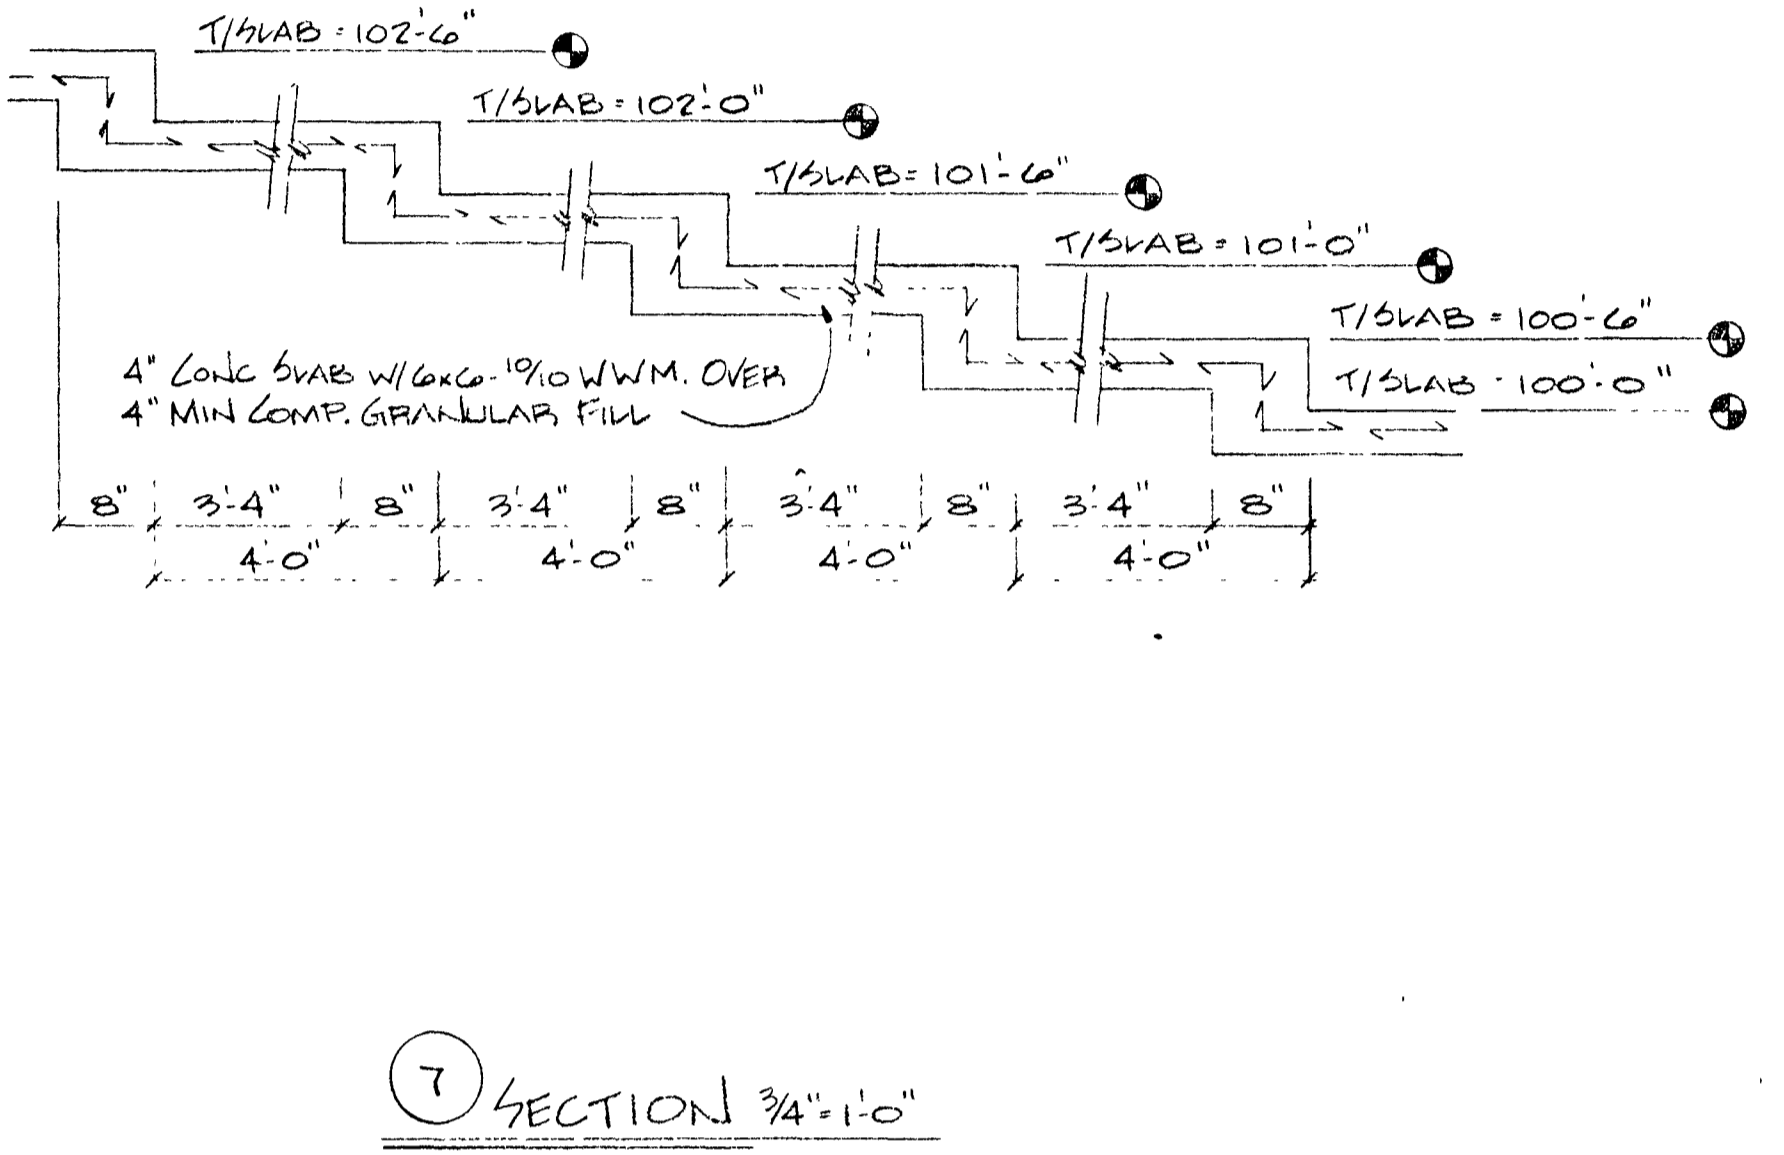 T/SLAB = 102'-6"
T/SLAB = 102'-0"
T/SLAB = 101'-6"
T/SLAB = 101'-0"
T/SLAB = 100'-6"
T/SLAB = 100'-0"
4" CONC SLAB W/ 6x6-10/10 WWM. OVER
4" MIN COMP. GRANULAR FILL
8" 3'-4" 8" 3'-4" 8" 3'-4" 8" 3'-4" 8"
4'-0" 4'-0" 4'-0" 4'-0"
7 SECTION 3/4"=1'-0"